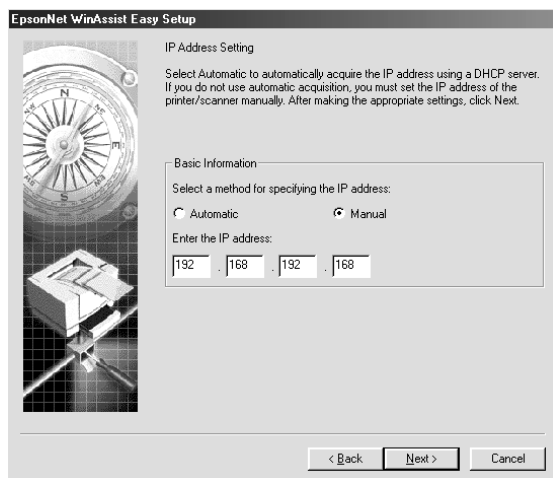 EpsonNet WinAssist Easy Setup
IP Address Setting
Select Automatic to automatically acquire the IP address using a DHCP server.
If you do not use automatic acquisition, you must set the IP address of the
printer/scanner manually. After making the appropriate settings, click Next.
Basic Information
Select a method for specifying the IP address:
Automatic Manual
Enter the IP address:
192 . 168 . 192 . 168
N
NW
E
S
< Back Next > Cancel